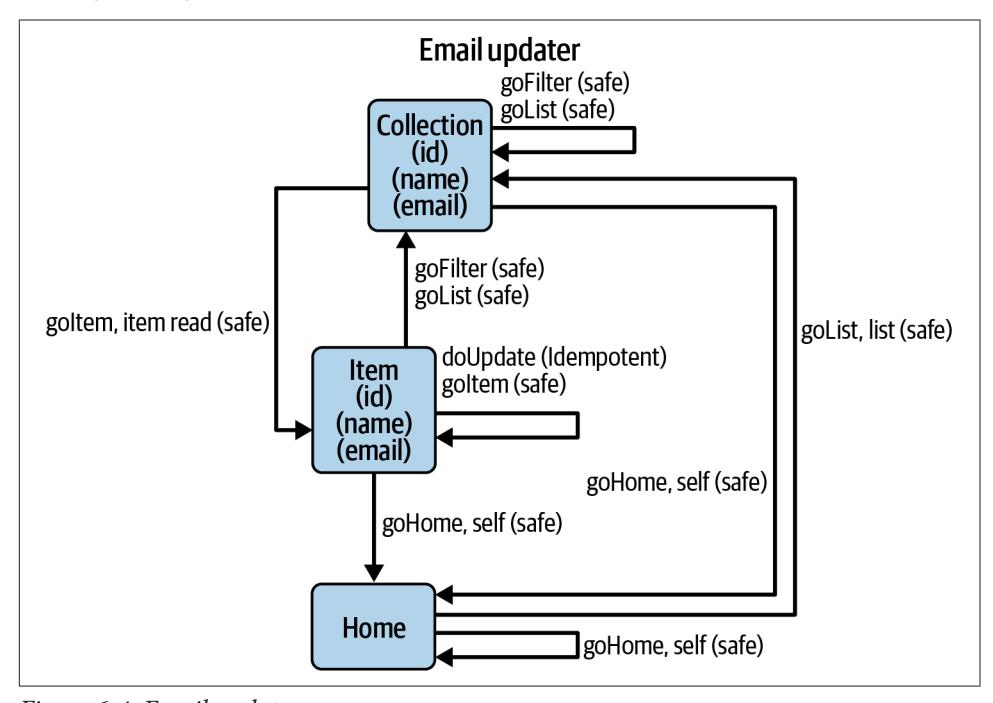 Email updater
goFilter (safe)
goList (safe)
Collection
(id)
(name)
(email)
goFilter (safe)
goList (safe)
goItem, item read (safe)
goList, list (safe)
doUpdate (Idempotent)
goItem (safe)
Item
(id)
(name)
(email)
goHome, self (safe)
goHome, self (safe)
Home
goHome, self (safe)